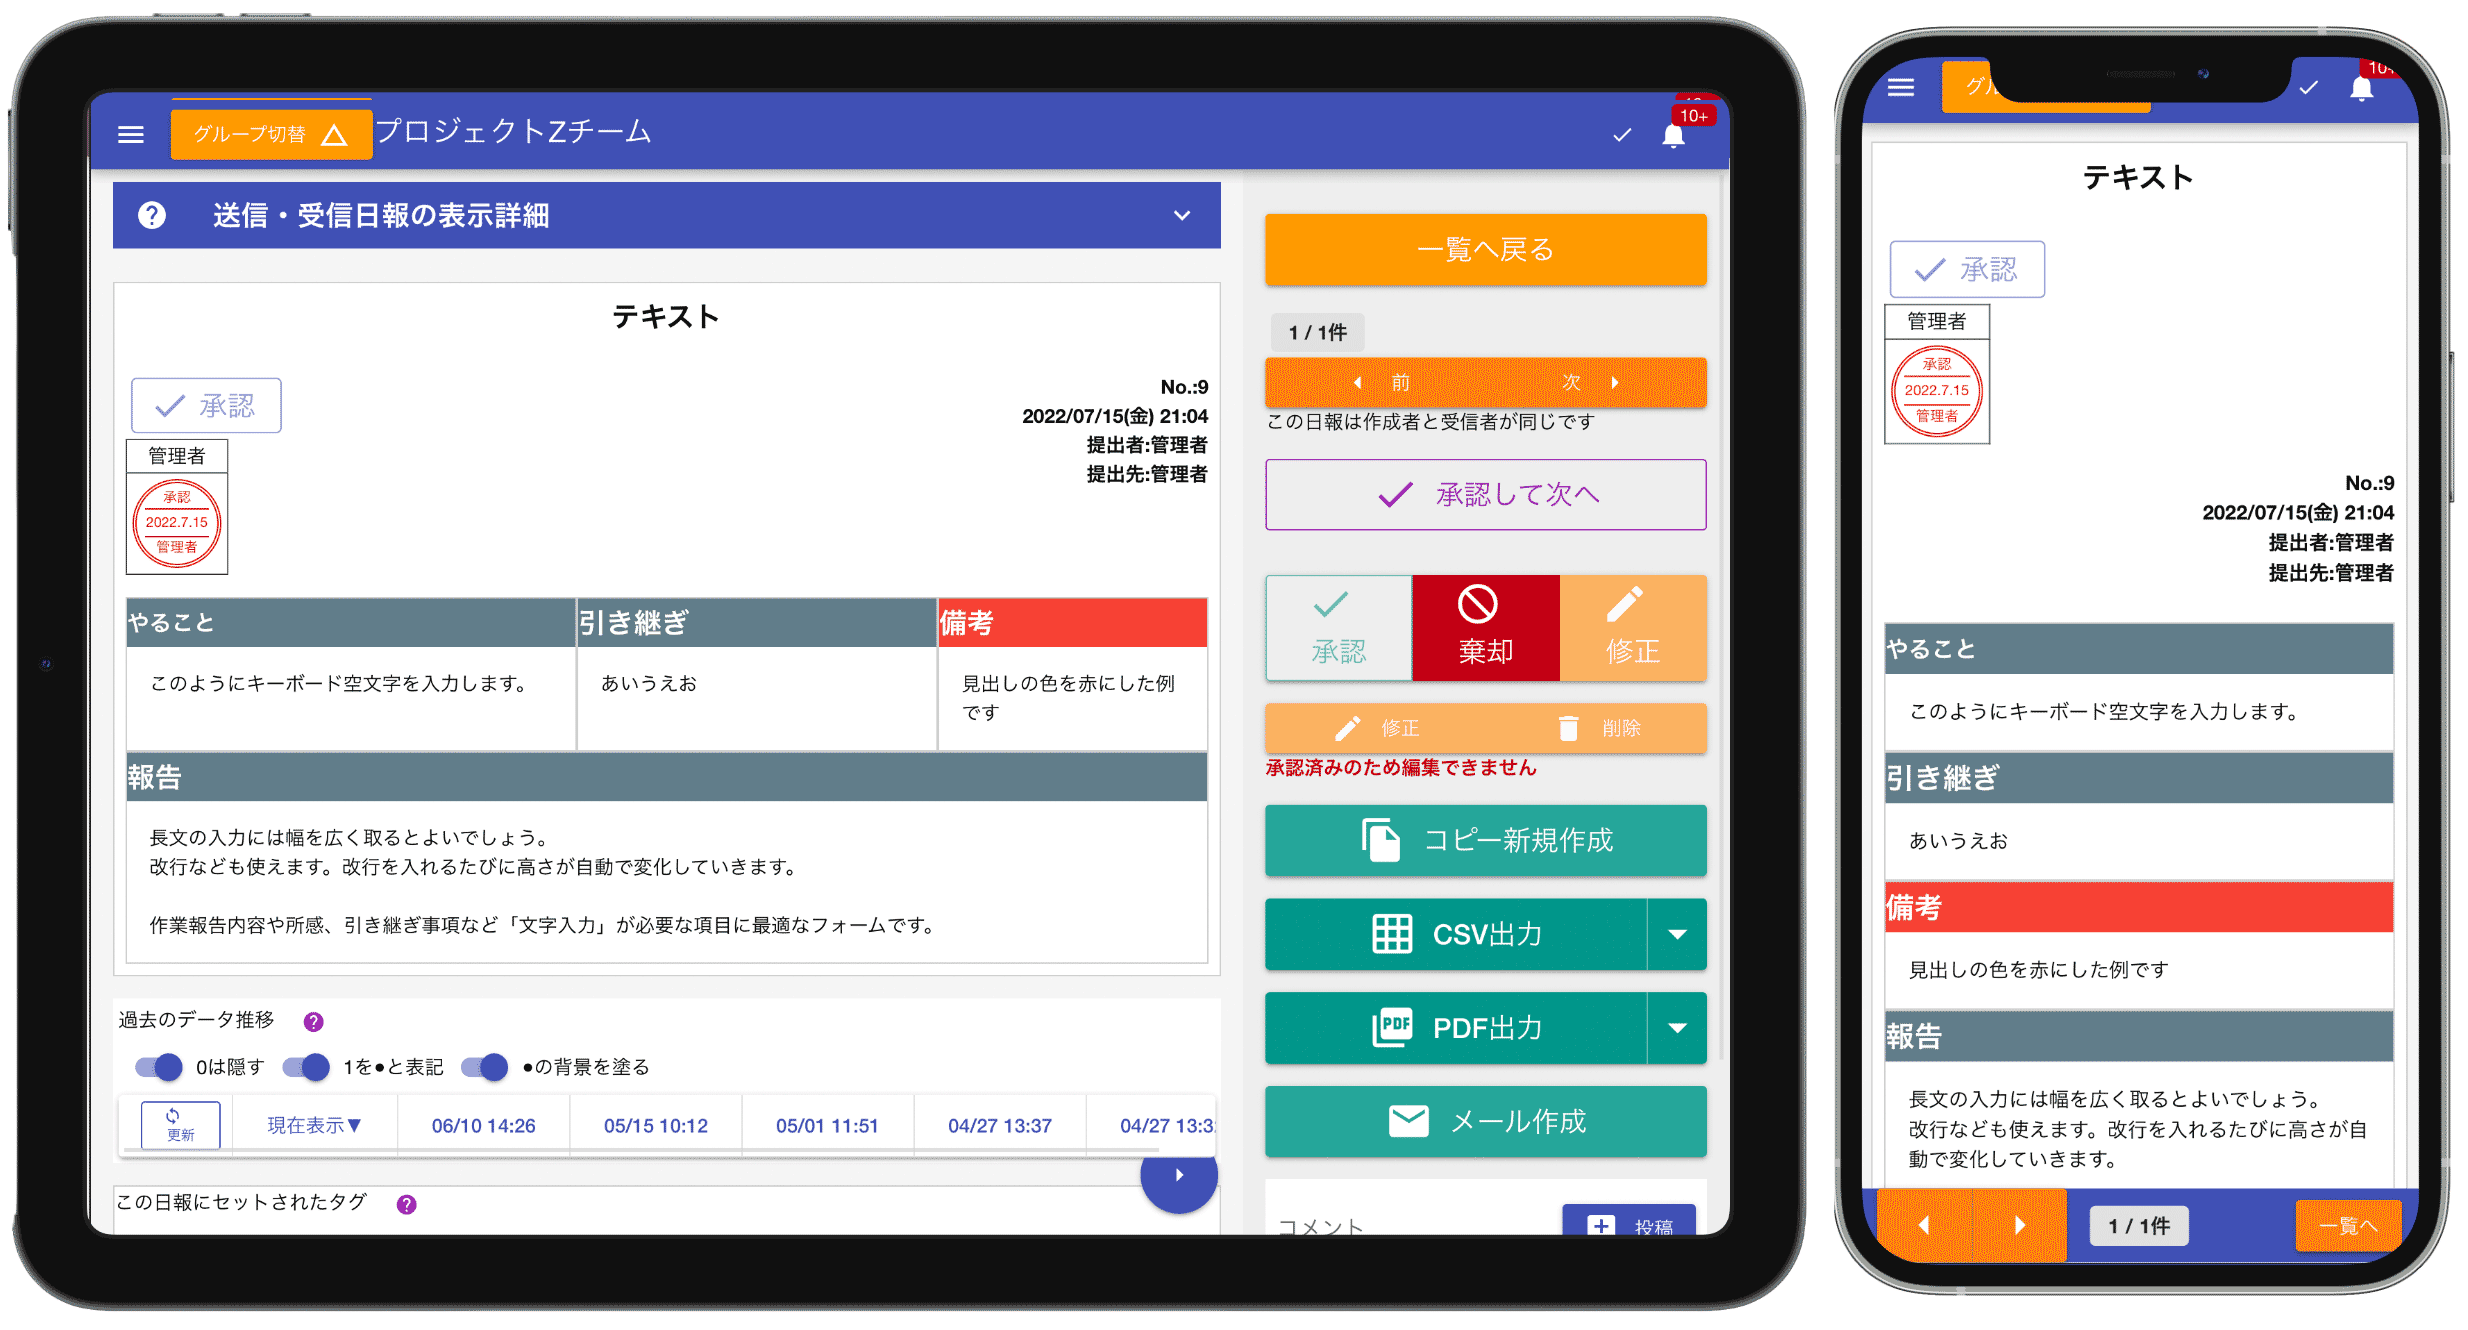 グループ切替
プロジェクトZチーム
10+
送信・受信日報の表示詳細
テキスト
承認
No.:9
2022/07/15(金) 21:04
提出者:管理者
提出先:管理者
管理者
承認
2022.7.15
管理者
やること
引き継ぎ
備考
このようにキーボード空文字を入力します。
あいうえお
見出しの色を赤にした例
です
報告
長文の入力には幅を広く取るとよいでしょう。
改行なども使えます。改行を入れるたびに高さが自動で変化していきます。
作業報告内容や所感、引き継ぎ事項など「文字入力」が必要な項目に最適なフォームです。
過去のデータ推移
0は隠す
1を●と表記
●の背景を塗る
更新
現在表示▼
06/10 14:26
05/15 10:12
05/01 11:51
04/27 13:37
04/27 13:3
この日報にセットされたタグ
一覧へ戻る
1 / 1件
前
次
この日報は作成者と受信者が同じです
承認して次へ
承認
棄却
修正
修正
削除
承認済みのため編集できません
コピー新規作成
CSV出力
PDF
PDF出力
メール作成
コメント
投稿
グル
10+
テキスト
承認
管理者
承認
2022.7.15
管理者
No.:9
2022/07/15(金) 21:04
提出者:管理者
提出先:管理者
やること
このようにキーボード空文字を入力します。
引き継ぎ
あいうえお
備考
見出しの色を赤にした例です
報告
長文の入力には幅を広く取るとよいでしょう。
改行なども使えます。改行を入れるたびに高さが自
動で変化していきます。
1 / 1件
一覧へ